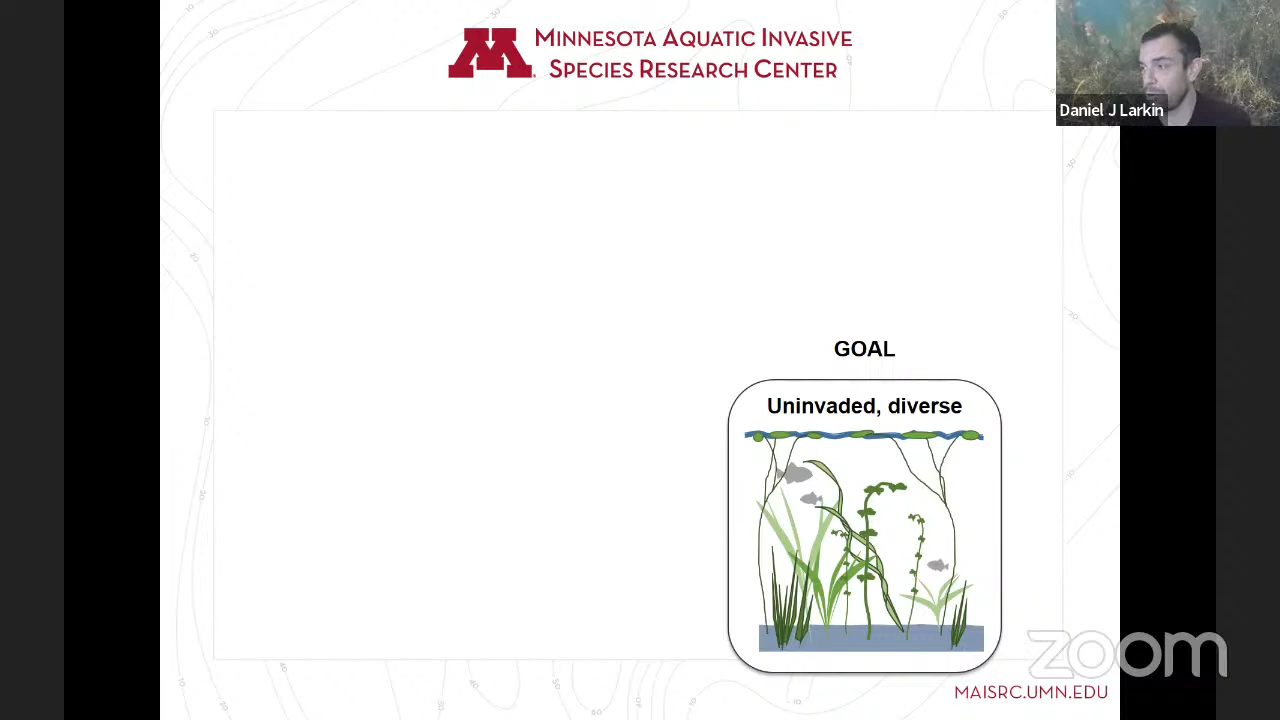 MINNESOTA AQUATIC INVASIVE
SPECIES RESEARCH CENTER
Daniel J Larkin
GOAL
Uninvaded, diverse
zoom
MAISRC.UMN.EDU